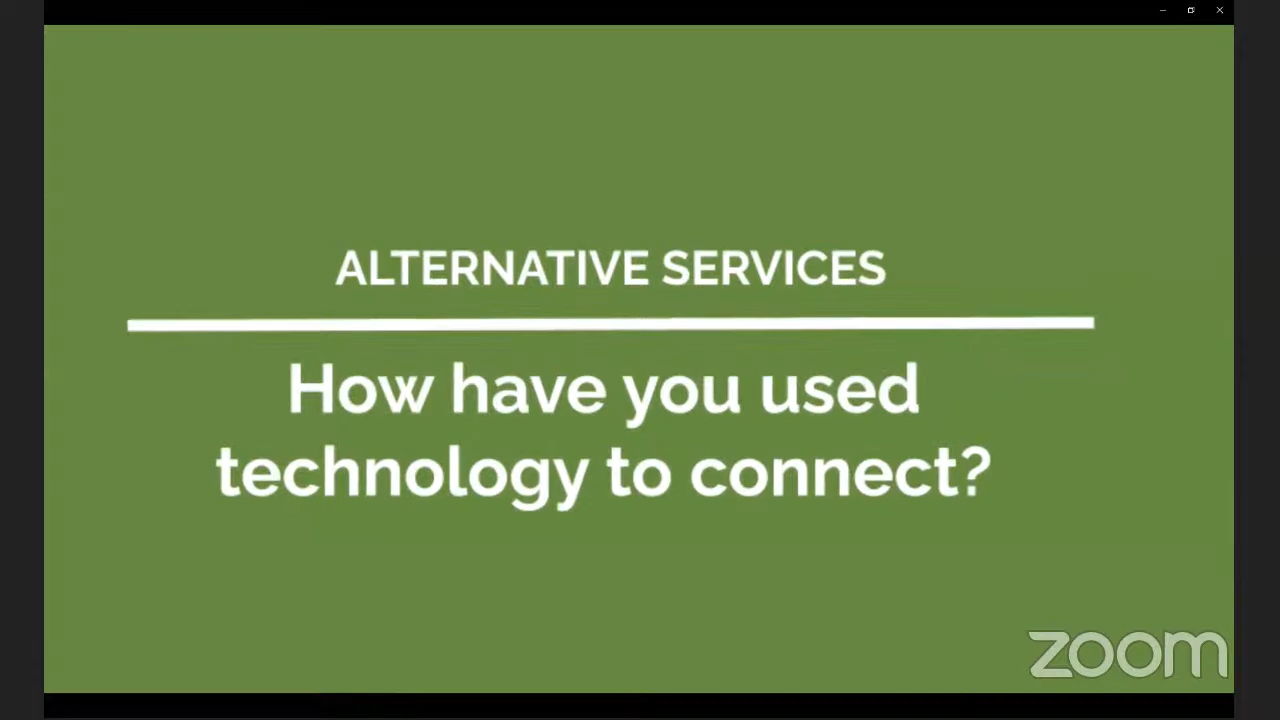 ALTERNATIVE SERVICES
How have you used
technology to connect?
zoom